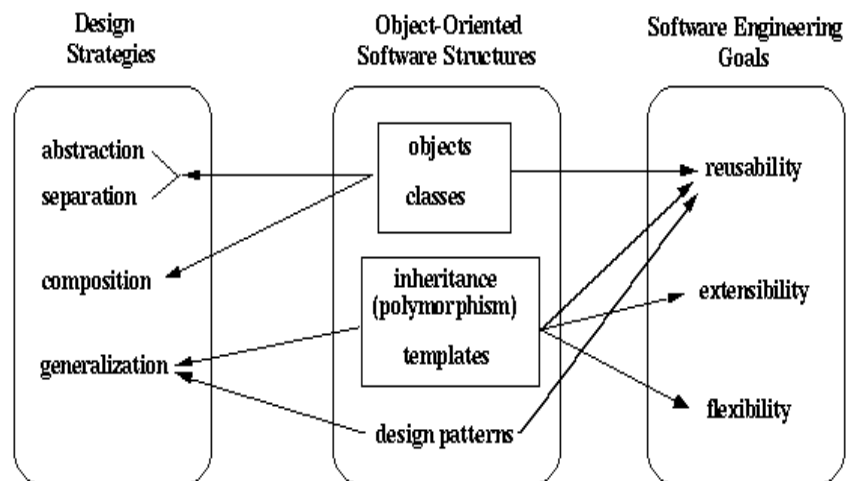 Design
Strategies
Object-Oriented
Software Structures
Software Engineering
Goals
abstraction
separation
composition
generalization
objects
classes
inheritance
(polymorphism)
templates
design patterns
reusability
extensibility
flexibility